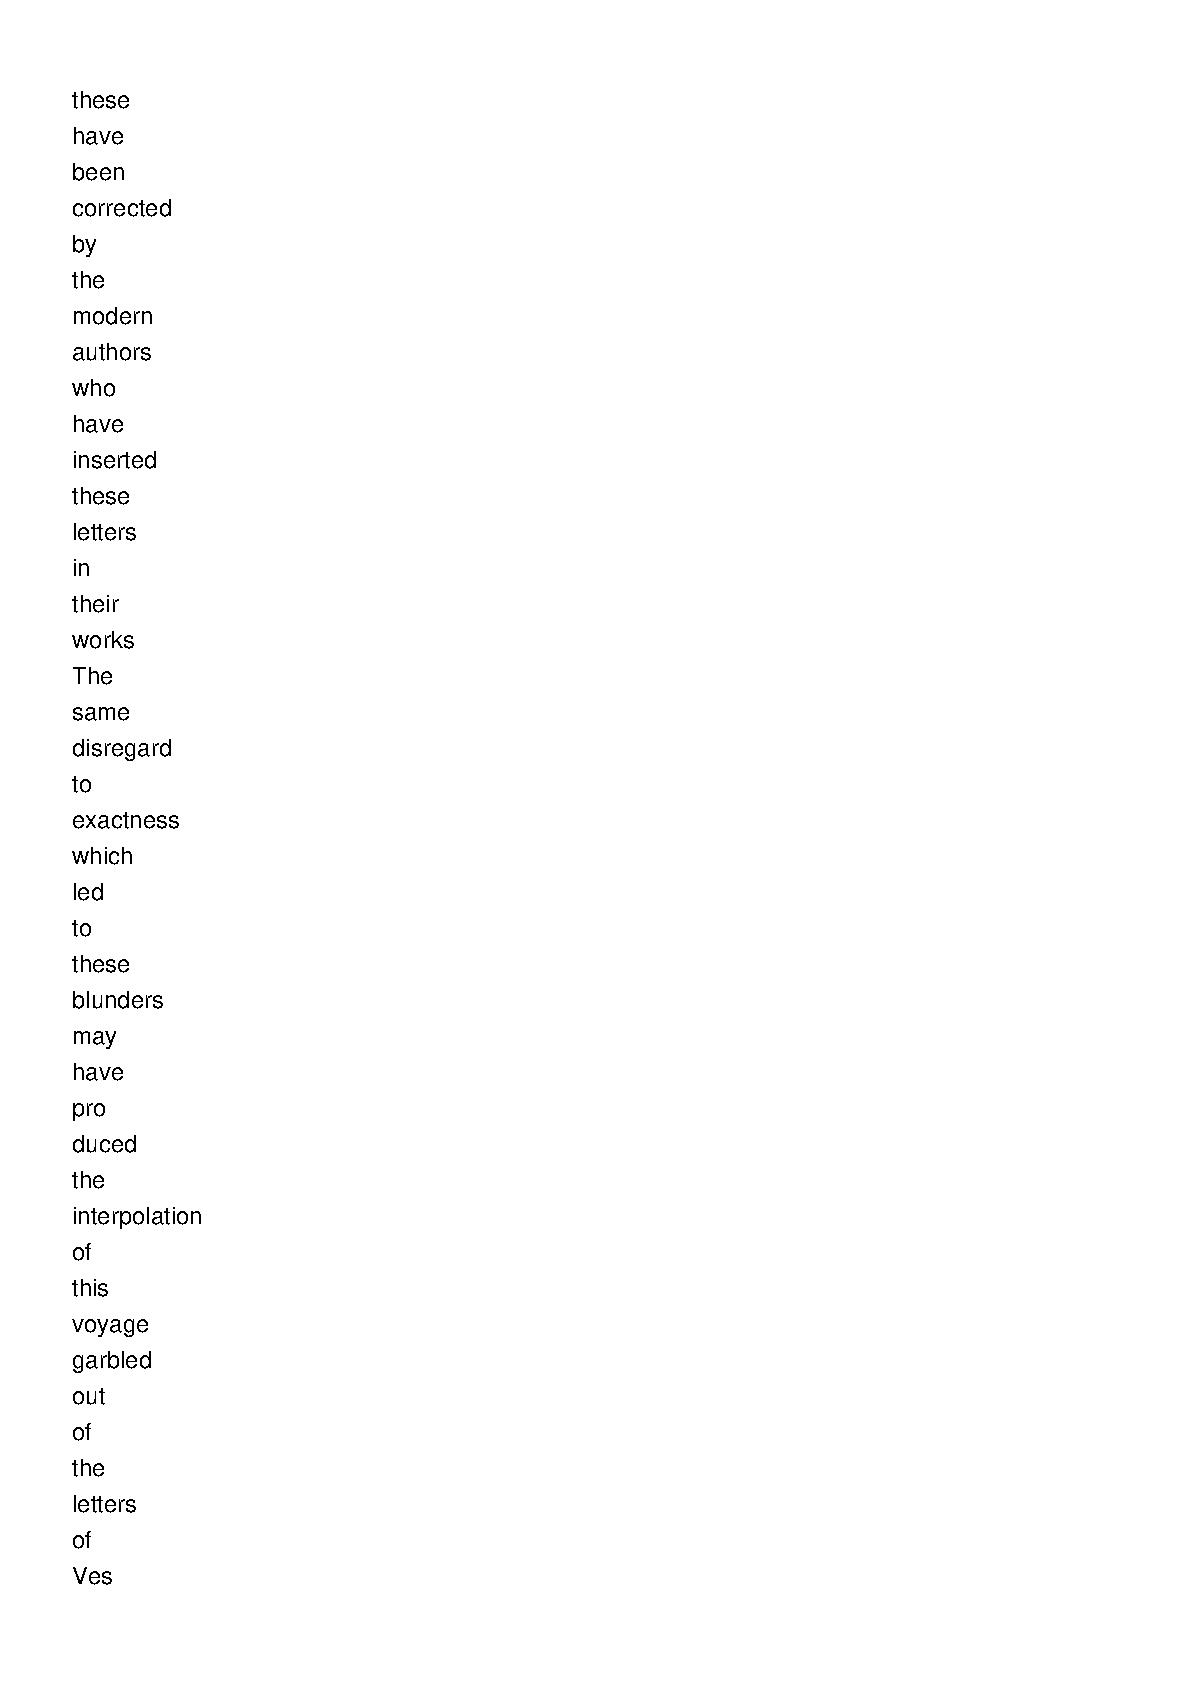 these
have
been
corrected
by
the
modern
authors
who
have
inserted
these
letters
in
their
works
The
same
disregard
to
exactness
which
led
to
these
blunders
may
have
pro
duced
the
interpolation
of
this
voyage
garbled
out
of
the
letters
of
Ves